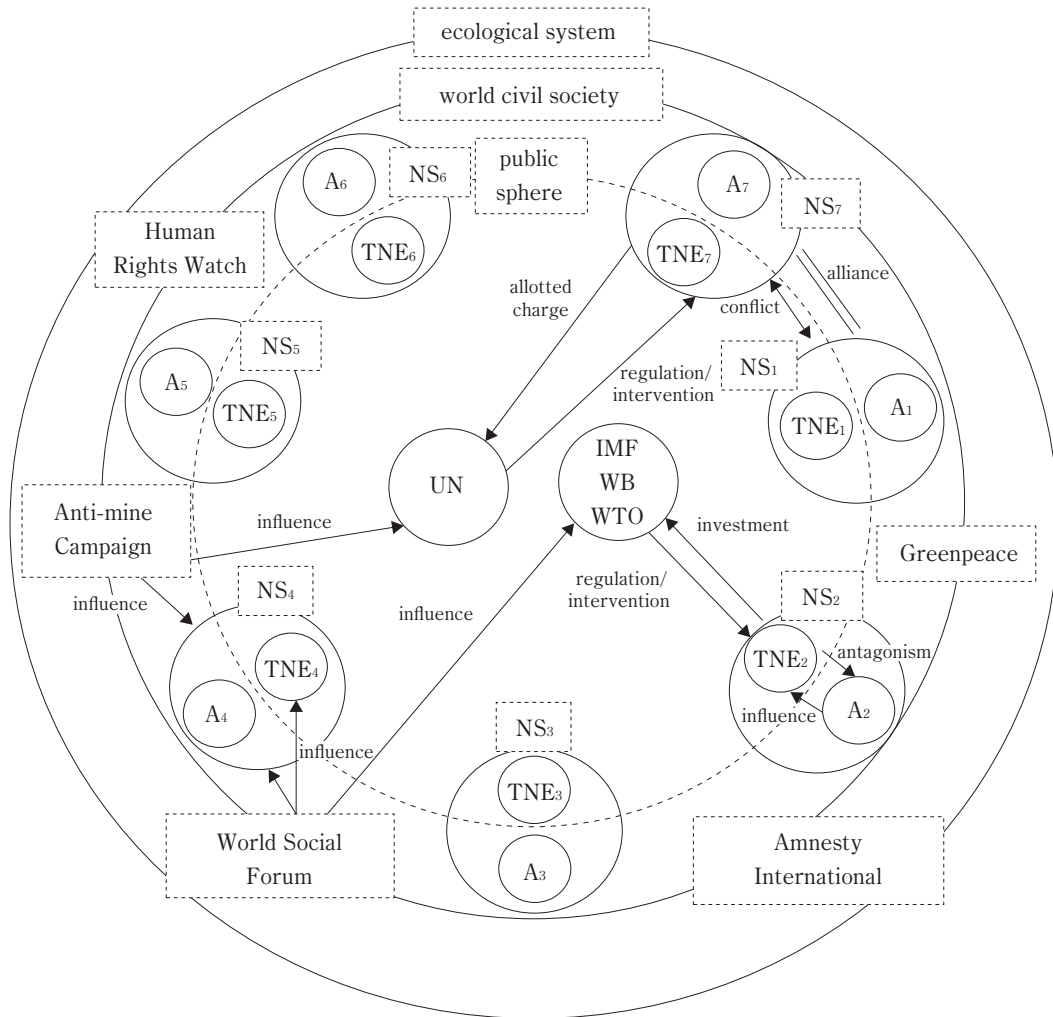 ecological system
world civil society
public
sphere
A6
NS6
TNE6
A7
NS7
TNE7
Human
Rights Watch
allotted
charge
conflict
alliance
NS5
A5
TNE5
NS1
A1
TNE1
regulation/
intervention
UN
IMF
WB
WTO
Anti-mine
Campaign
influence
investment
Greenpeace
regulation/
intervention
influence
NS4
influence
NS2
TNE4
A4
TNE2
antagonism
influence
A2
NS3
influence
TNE3
A3
World Social
Forum
Amnesty
International